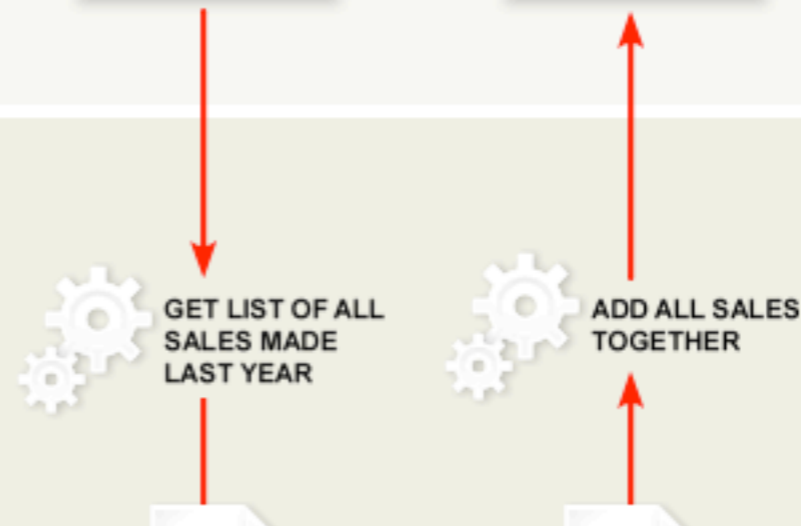 GET LIST OF ALL
SALES MADE
LAST YEAR
ADD ALL SALES
TOGETHER